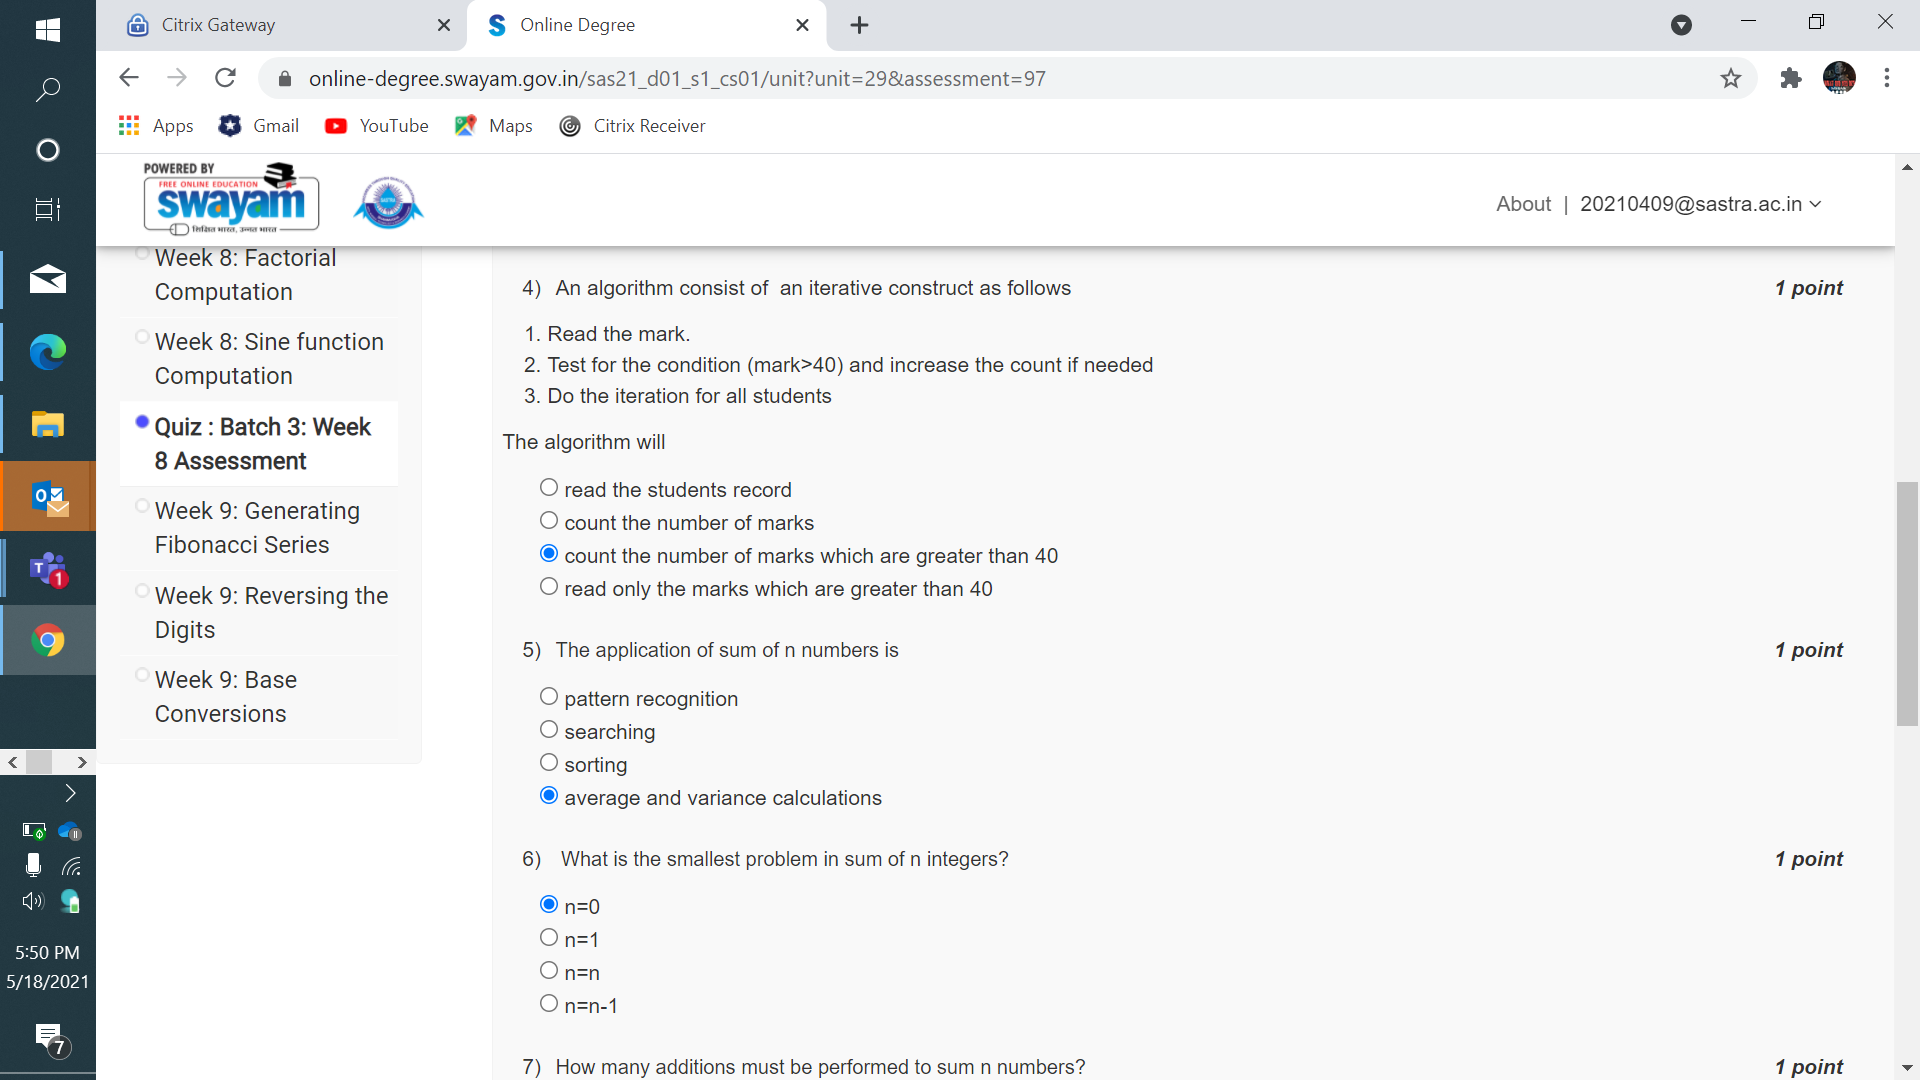 Citrix Gateway
Online Degree
online-degree.swayam.gov.in/sas21_d01_s1_cs01/unit?unit=29&assessment=97
Apps
Gmail
YouTube
Maps
Citrix Receiver
POWERED BY
FREE ONLINE EDUCATION
swayam
शिक्षित भारत, उन्नत भारत
About | 20210409@sastra.ac.in
Week 8: Factorial
Computation
Week 8: Sine function
Computation
Quiz : Batch 3: Week
8 Assessment
Week 9: Generating
Fibonacci Series
Week 9: Reversing the
Digits
Week 9: Base
Conversions
4) An algorithm consist of an iterative construct as follows
1 point
1. Read the mark.
2. Test for the condition (mark>40) and increase the count if needed
3. Do the iteration for all students
The algorithm will
read the students record
count the number of marks
count the number of marks which are greater than 40
read only the marks which are greater than 40
5) The application of sum of n numbers is
1 point
pattern recognition
searching
sorting
average and variance calculations
6) What is the smallest problem in sum of n integers?
1 point
n=0
n=1
n=n
n=n-1
7) How many additions must be performed to sum n numbers?
1 point
1
5:50 PM
5/18/2021
7